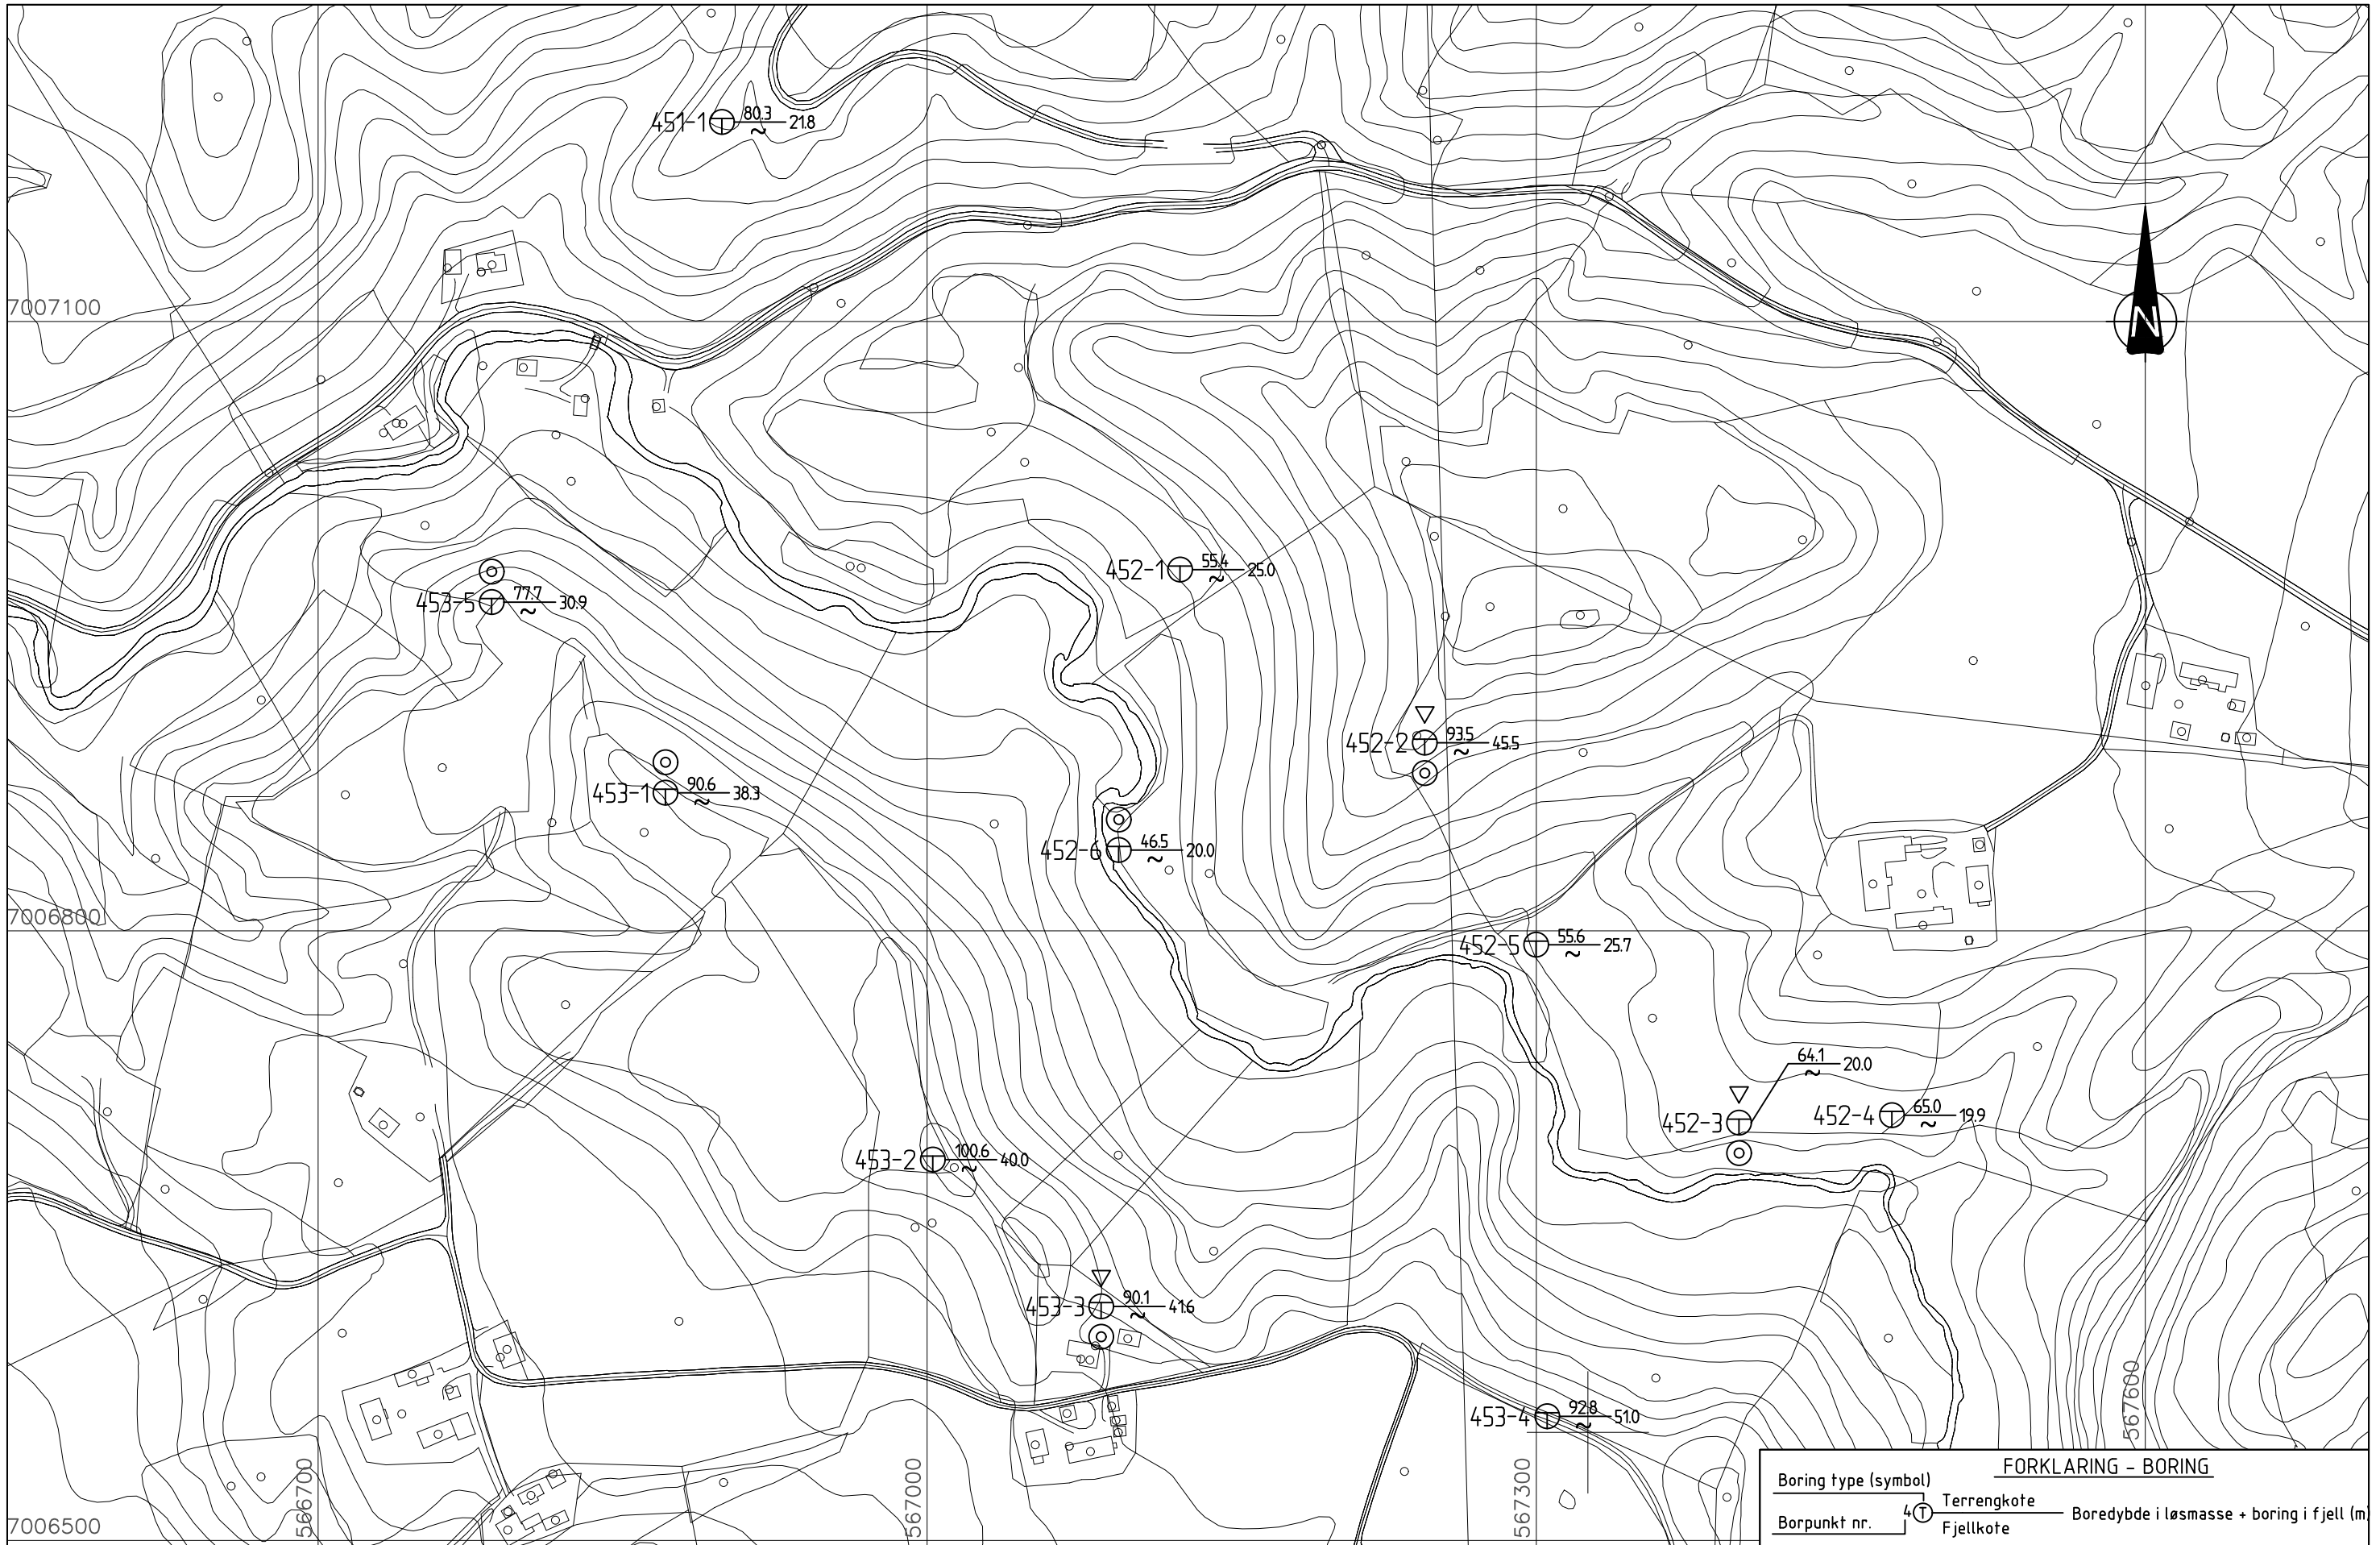 451-1 80.3 ~ 21.8
7007100
N
452-1 55.4 ~ 25.0
453-5 77.7 ~ 30.9
452-2 93.5 ~ 45.5
453-1 90.6 ~ 38.3
452-6 46.5 ~ 20.0
7006800
452-5 55.6 ~ 25.7
64.1 ~ 20.0
452-3
452-4 65.0 ~ 19.9
453-2 100.6 ~ 40.0
453-3 90.1 ~ 41.6
453-4 92.8 ~ 51.0
566700
567000
567300
567600
7006500
FORKLARING - BORING
Boring type (symbol)
Terrengkote
4 T Boredybde i løsmasse + boring i fjell (m
Borpunkt nr.
Fjellkote